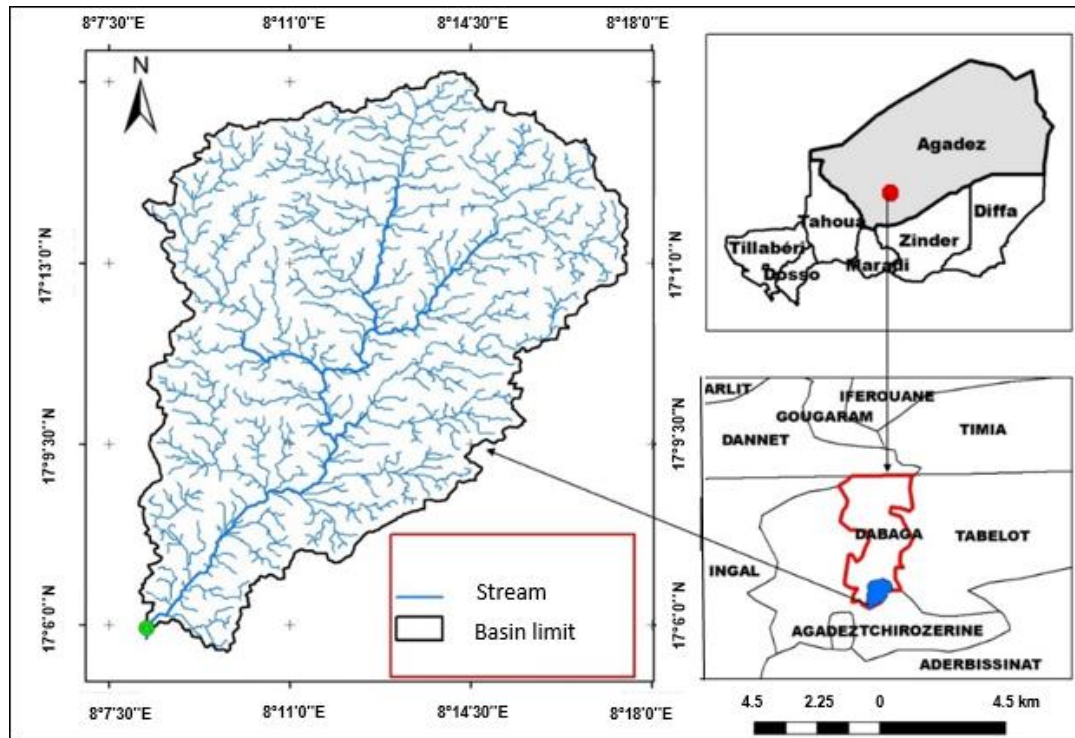 8°7'30"E 8°11'0"E 8°14'30"E 8°18'0"E
N
17°13'0"N
17°9'30"N
17°6'0"N
17°1'0"N
17°9'30"N
17°6'0"N
Stream
Basin limit
8°7'30"E 8°11'0"E 8°14'30"E 8°18'0"E
Agadez
Tahoua
Diffa
Tillabéri
Zinder
Dosso
Maradi
ARLIT
IFEROUANE
GOUGARAM
DANNET
TIMIA
DABAGA
TABELOT
INGAL
AGADEZ
TCHIROZERINE
ADERBISSINAT
4.5 2.25 0 4.5 km